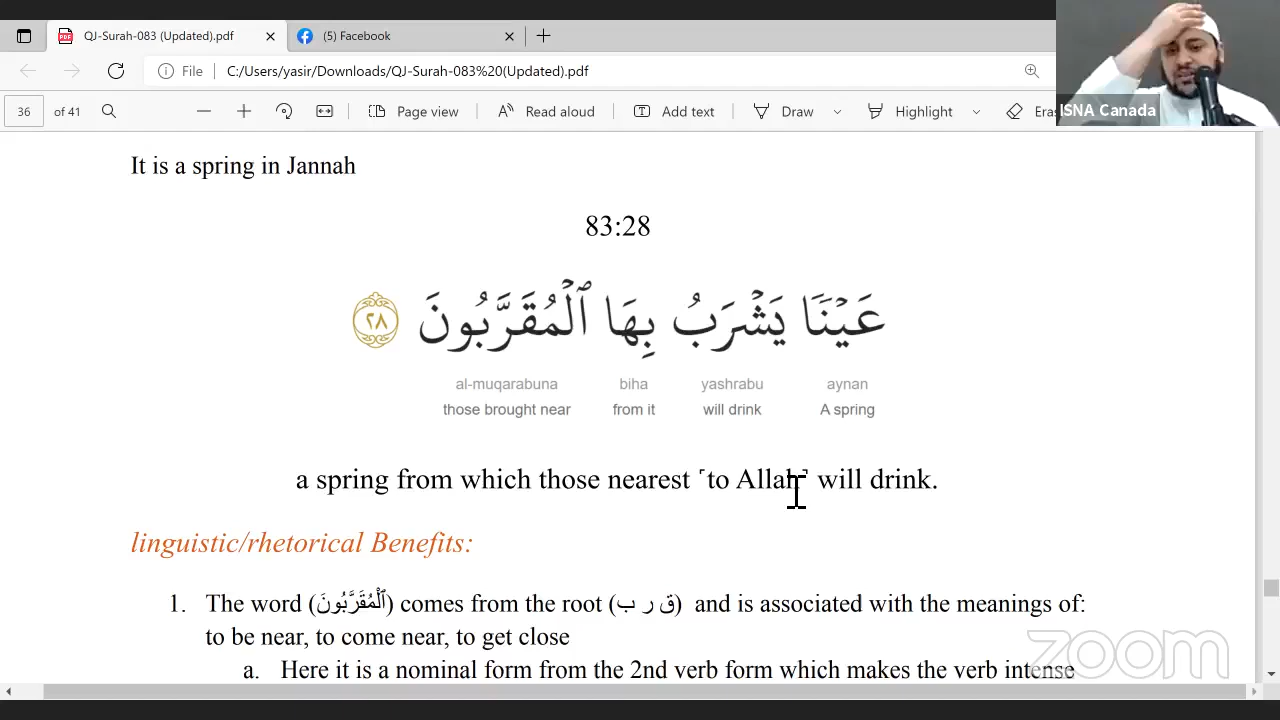 QJ-Surah-083 (Updated).pdf
(5) Facebook
File
C:/Users/yasir/Downloads/QJ-Surah-083%20(Updated).pdf
36 of 41
Page view
Read aloud
Add text
Draw
Highlight
Eras
ISNA Canada
It is a spring in Jannah
83:28
عَيْنًا يَشْرَبُ بِهَا ٱلْمُقَرَّبُونَ ٢٨
al-muqarabuna biha yashrabu aynan
those brought near from it will drink A spring
a spring from which those nearest ˹to Allah˺ will drink.
linguistic/rhetorical Benefits:
1. The word (ٱلْمُقَرَّبُونَ) comes from the root (ق ر ب) and is associated with the meanings of:
to be near, to come near, to get close
a. Here it is a nominal form from the 2nd verb form which makes the verb intense
zoom